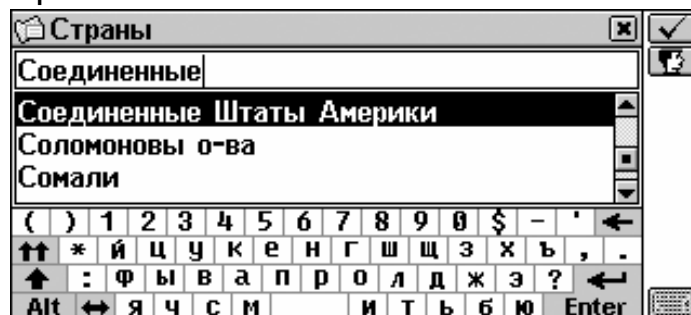 Страны
Соединенные
Соединенные Штаты Америки
Соломоновы о-ва
Сомали
( ) 1 2 3 4 5 6 7 8 9 0 $ - '
* й ц у к е н г ш щ з х ъ , .
: ф ы в а п р о л д ж э ?
Alt я ч с м и т ь б ю Enter